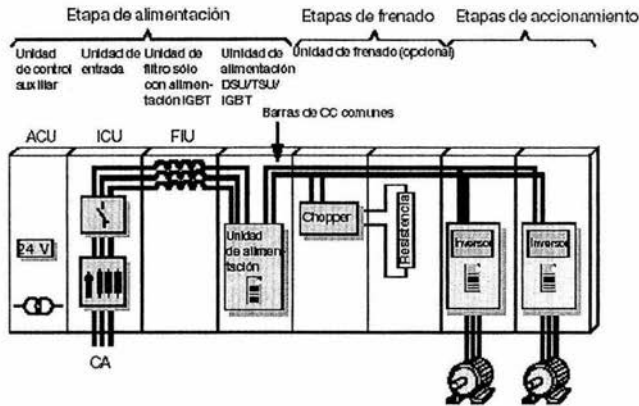 Etapa de alimentación
Etapas de frenado
Etapas de accionamiento
Unidad
de control
auxiliar
Unidad de
entrada
Unidad de
filtro sólo
con alimen-
tación IGBT
Unidad de
alimentación
DSU/TSU/
IGBT
Unidad de frenado (opcional)
Barras de CC comunes
ACU
ICU
FIU
24 V
Unidad
de alimen-
tación
Chopper
Resistencia
Inversor
Inversor
CA